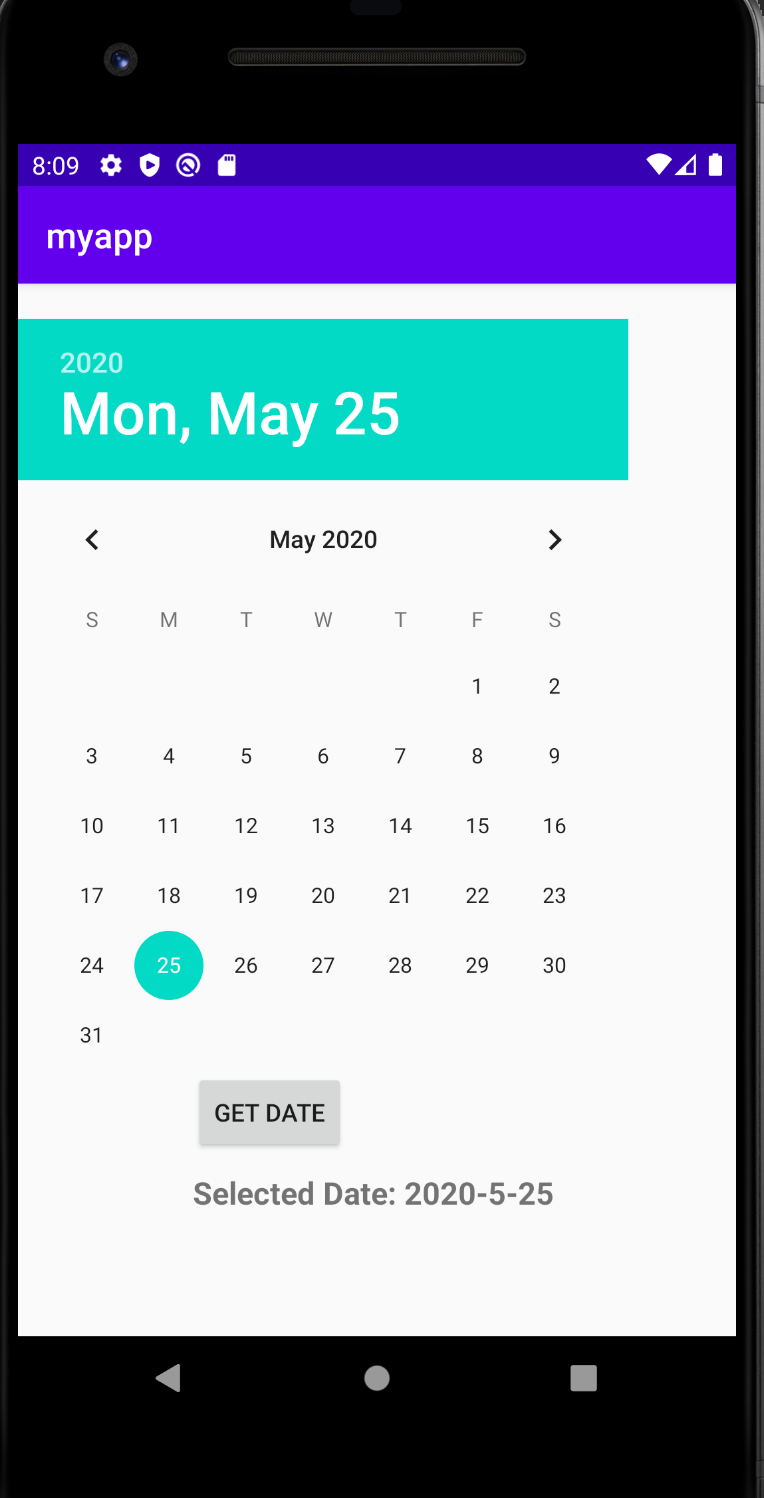 8:09
myapp
2020
Mon, May 25
May 2020
S M T W T F S
1 2
3 4 5 6 7 8 9
10 11 12 13 14 15 16
17 18 19 20 21 22 23
24 25 26 27 28 29 30
31
GET DATE
Selected Date: 2020-5-25